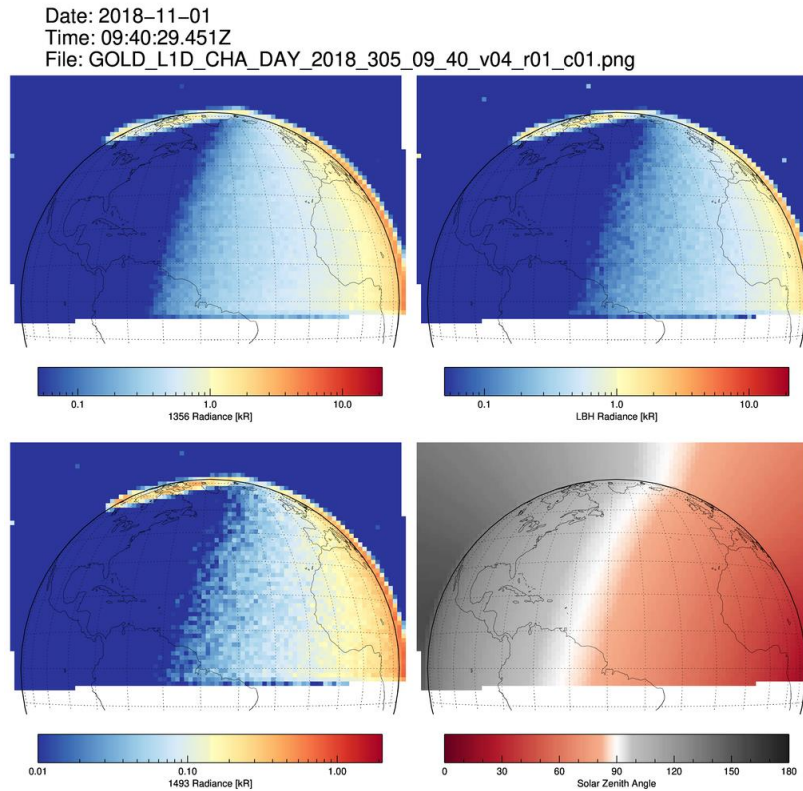 Date: 2018-11-01
Time: 09:40:29.451Z
File: GOLD_L1D_CHA_DAY_2018_305_09_40_v04_r01_c01.png
0.1 1.0 10.0
1356 Radiance [kR]
0.1 1.0 10.0
LBH Radiance [kR]
0.01 0.10 1.00
1493 Radiance [kR]
0 30 60 90 120 150 180
Solar Zenith Angle